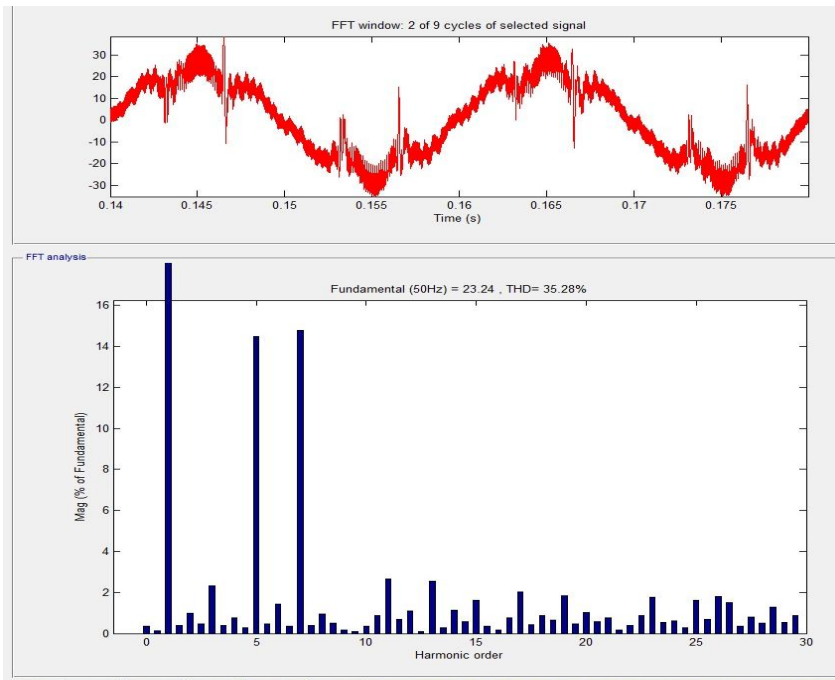 FFT window: 2 of 9 cycles of selected signal
30
20
10
0
-10
-20
-30
0.14 0.145 0.15 0.155 0.16 0.165 0.17 0.175
Time (s)
FFT analysis
Fundamental (50Hz) = 23.24 , THD= 35.28%
16
14
12
10
8
6
4
2
0
Mag (% of Fundamental)
0 5 10 15 20 25 30
Harmonic order